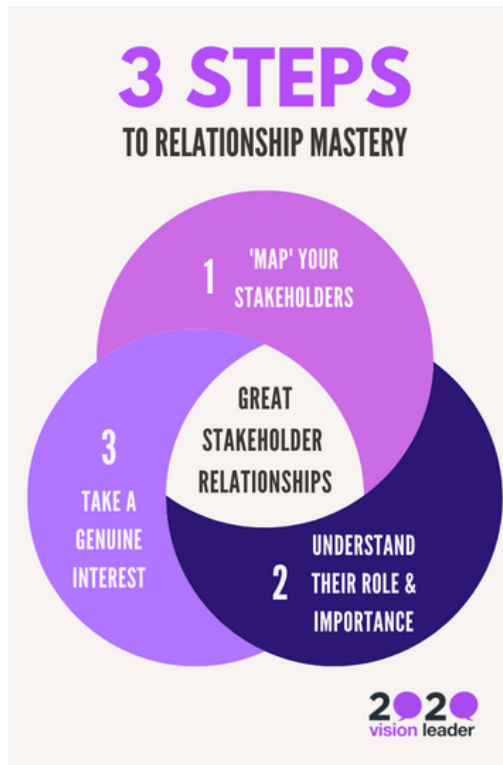 3 STEPS
TO RELATIONSHIP MASTERY
1
'MAP' YOUR
STAKEHOLDERS
GREAT
STAKEHOLDER
RELATIONSHIPS
2
UNDERSTAND
THEIR ROLE &
IMPORTANCE
3
TAKE A
GENUINE
INTEREST
2020
vision leader